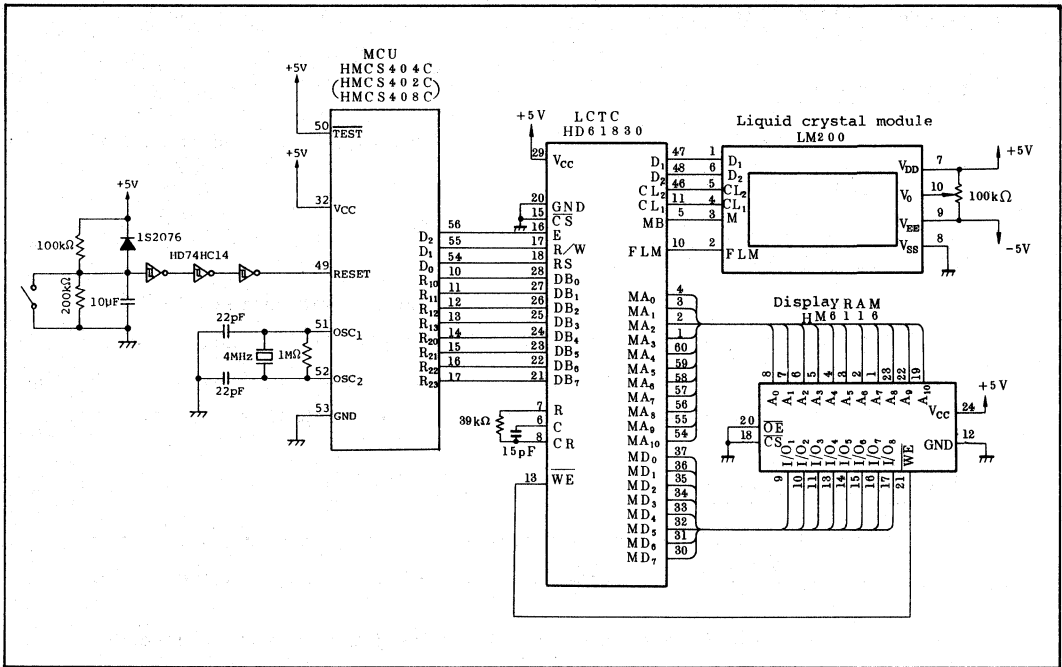 MCU
HMCS404C
(HMCS402C)
(HMCS408C)
+5V
50 TEST
+5V
32 VCC
+5V
100kΩ
1S2076
HD74HC14
49 RESET
200kΩ
10μF
22pF
51 OSC1
4MHz 1MΩ
52 OSC2
22pF
53 GND
D2 56
D1 55
D0 54
R10 10
R11 11
R12 12
R13 13
R20 14
R21 15
R22 16
R23 17
LCTC
HD61830
+5V
29 VCC
20 GND
15 CS
16 E
17 R/W
18 RS
28 DB0
27 DB1
26 DB2
25 DB3
24 DB4
23 DB5
22 DB6
21 DB7
39kΩ
7 R
6 C
8 CR
15pF
13 WE
D1 47 1 D1
D2 48 6 D2
CL2 46 5 CL2
CL1 11 4 CL1
MB 5 3 M
FLM 10 2 FLM
Liquid crystal module
LM200
VDD 7 +5V
V0 10 100kΩ
VEE 9 -5V
VSS 8
MA0 4
MA1 3
MA2 2
MA3 1
MA4 60
MA5 59
MA6 58
MA7 57
MA8 56
MA9 55
MA10 54
MD0 37
MD1 36
MD2 35
MD3 34
MD4 33
MD5 32
MD6 31
MD7 30
Display RAM
HM6116
8 7 6 5 4 3 2 1 23 22 19
A0 A1 A2 A3 A4 A5 A6 A7 A8 A9 A10
VCC 24 +5V
20 OE
18 CS
GND 12
I/O1 I/O2 I/O3 I/O4 I/O5 I/O6 I/O7 I/O8 WE
9 10 11 13 14 15 16 17 21